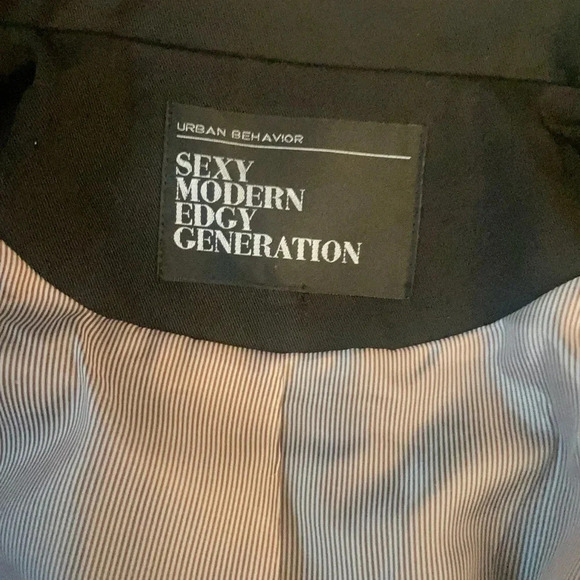 URBAN BEHAVIOR
SEXY
MODERN
EDGY
GENERATION